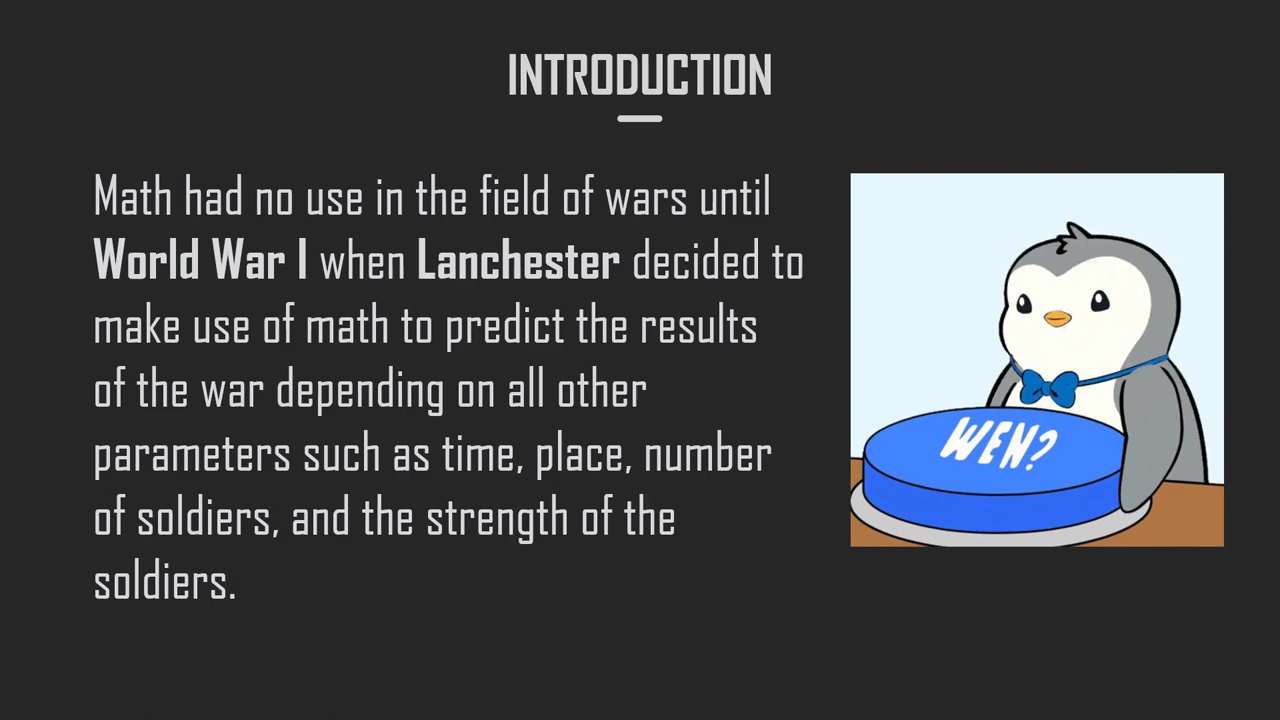 INTRODUCTION
Math had no use in the field of wars until
World War I when Lanchester decided to
make use of math to predict the results
of the war depending on all other
parameters such as time, place, number
of soldiers, and the strength of the
soldiers.
WEN?